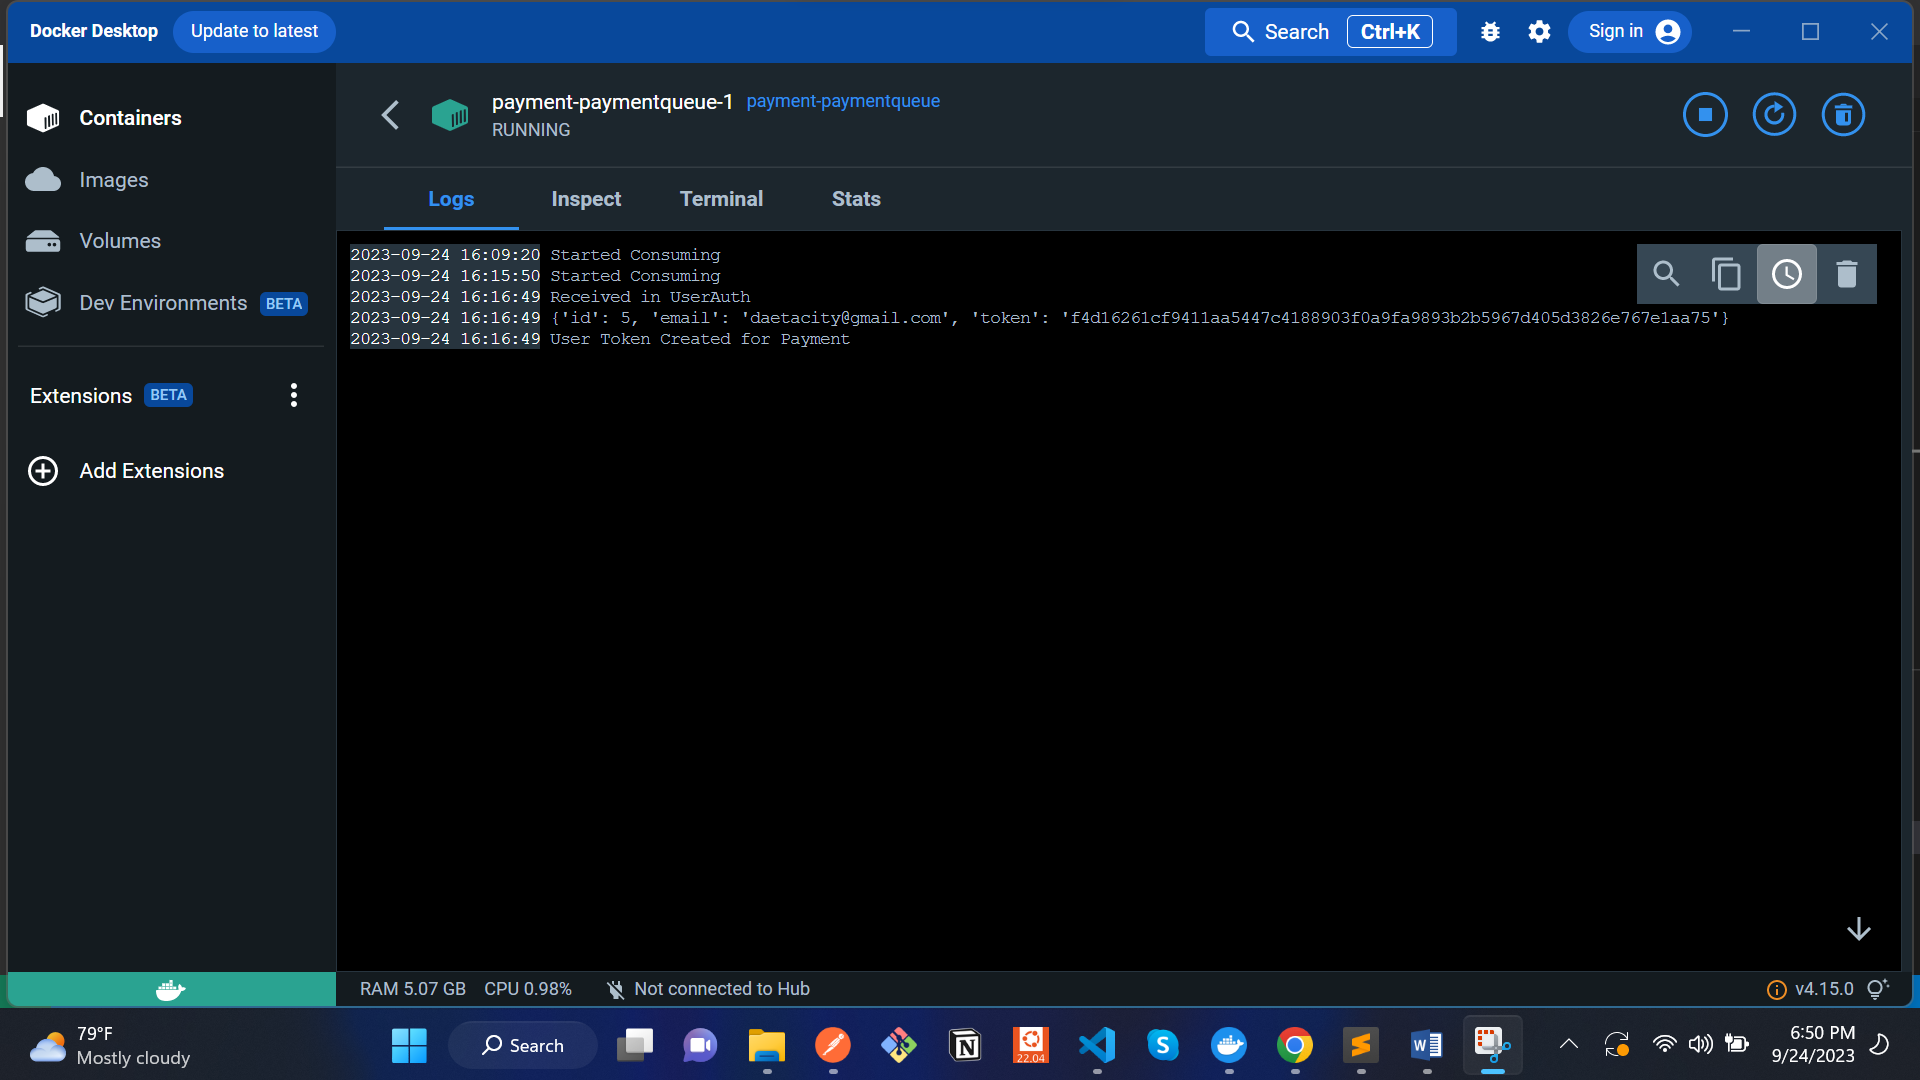 Docker Desktop
Update to latest
Search
Ctrl+K
Sign in
Containers
Images
Volumes
Dev Environments BETA
Extensions BETA
Add Extensions
payment-paymentqueue-1 payment-paymentqueue
RUNNING
Logs
Inspect
Terminal
Stats
2023-09-24 16:09:20 Started Consuming
2023-09-24 16:15:50 Started Consuming
2023-09-24 16:16:49 Received in UserAuth
2023-09-24 16:16:49 {'id': 5, 'email': 'daetacity@gmail.com', 'token': 'f4d16261cf9411aa5447c4188903f0a9fa9893b2b5967d405d3826e767e1aa75'}
2023-09-24 16:16:49 User Token Created for Payment
RAM 5.07 GB CPU 0.98% Not connected to Hub
v4.15.0
79°F
Mostly cloudy
Search
N
22.04
S
W
6:50 PM
9/24/2023